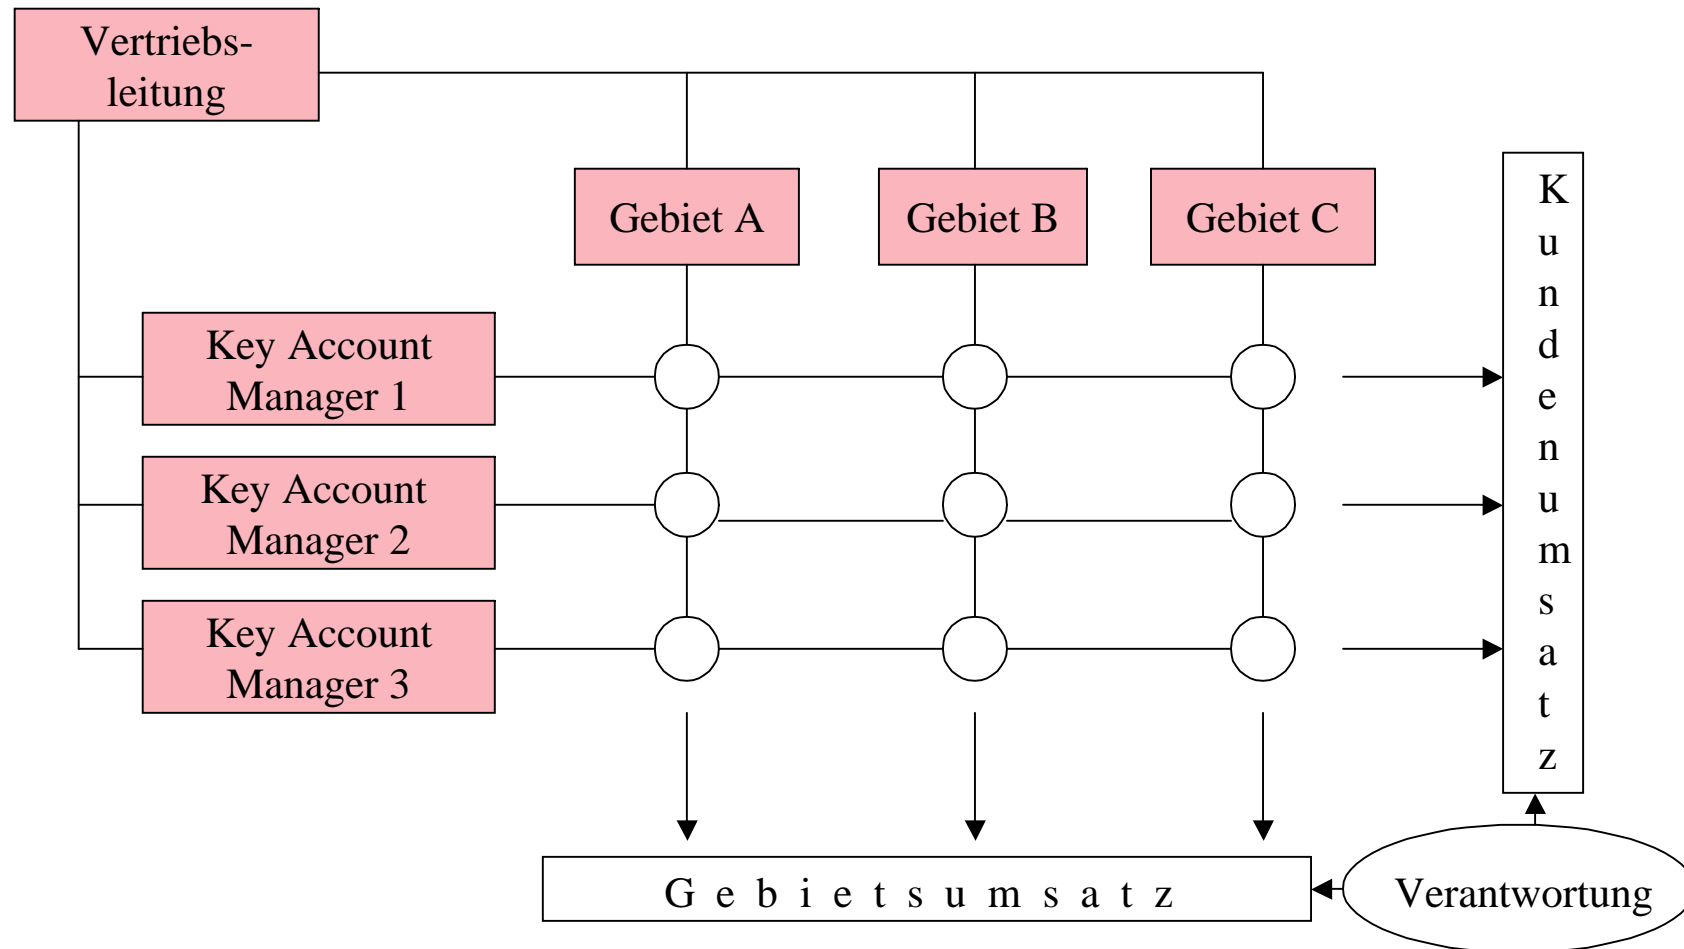 Vertriebs-
leitung
Gebiet A
Gebiet B
Gebiet C
Key Account
Manager 1
Key Account
Manager 2
Key Account
Manager 3
K
u
n
d
e
n
u
m
s
a
t
z
G e b i e t s u m s a t z
Verantwortung